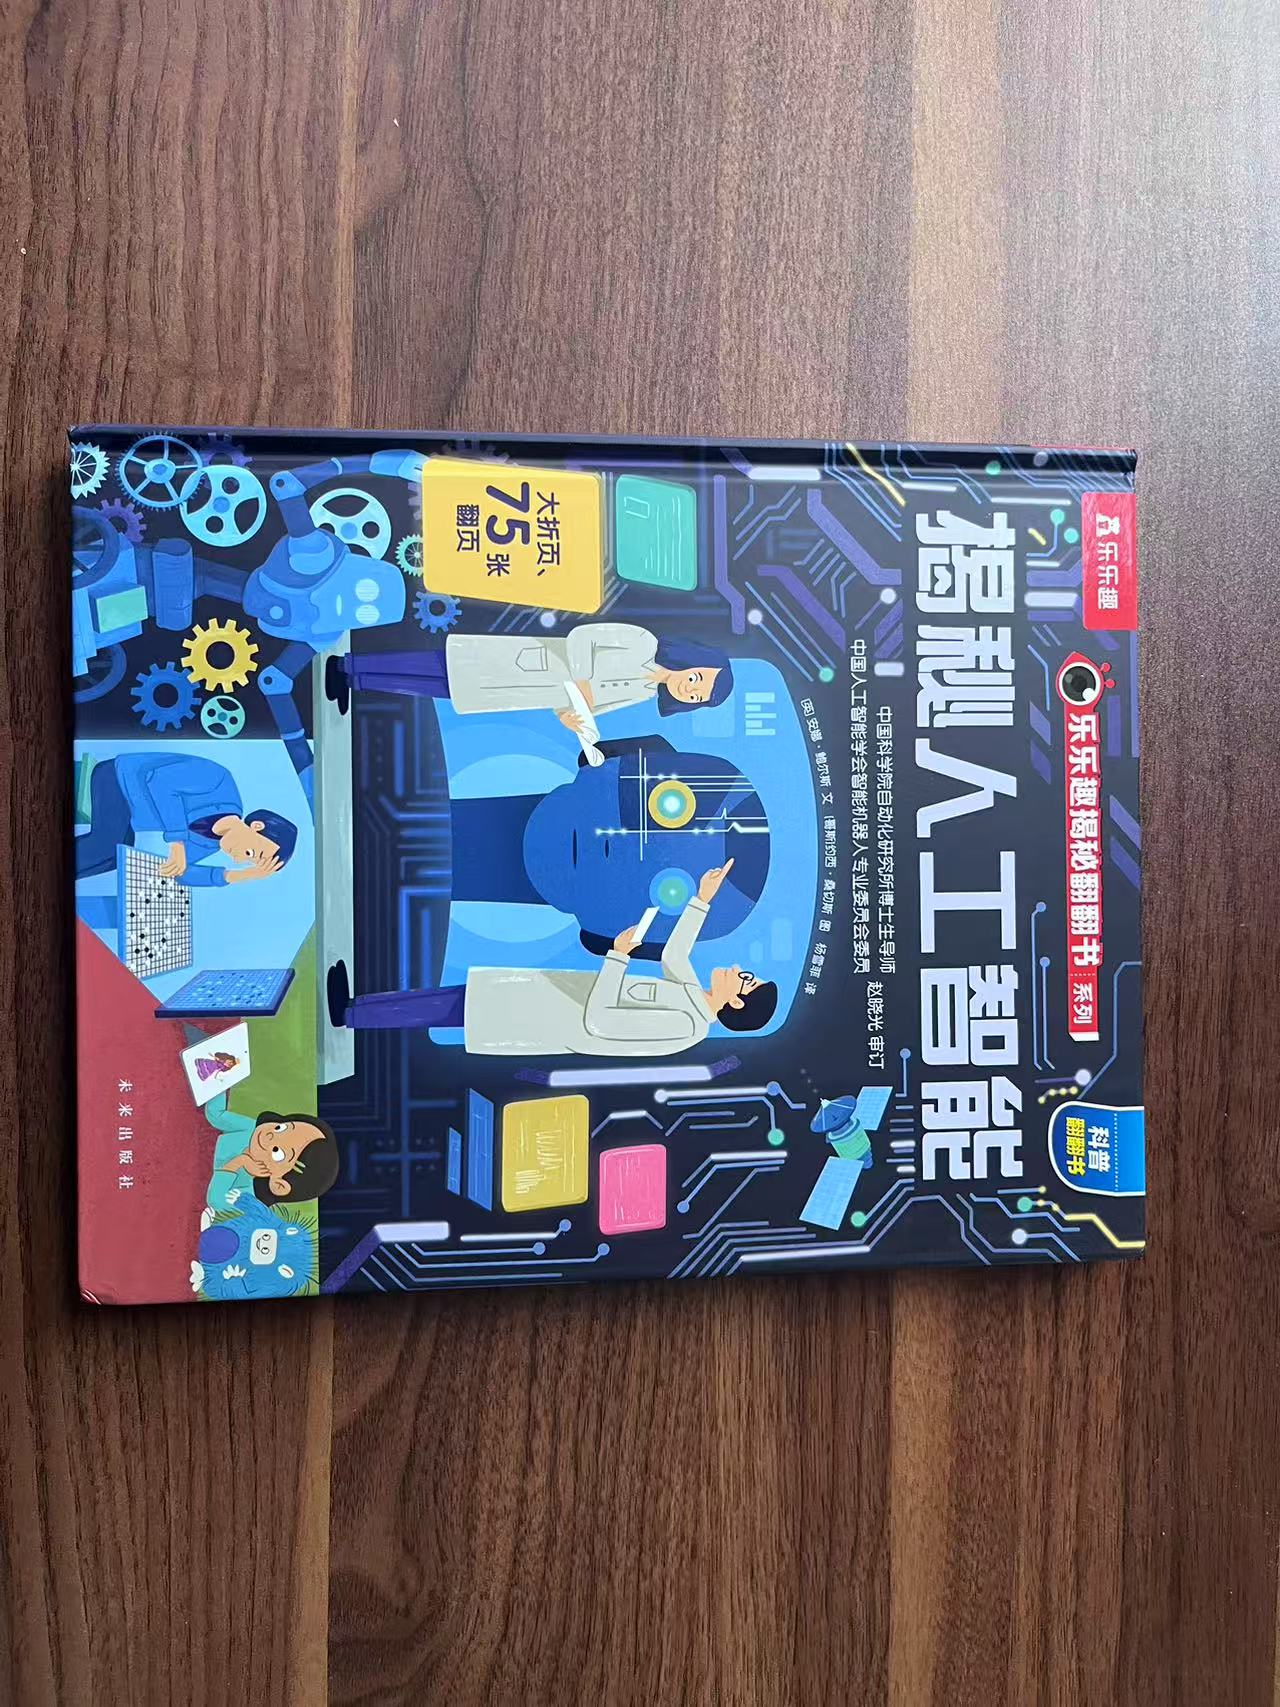 乐乐趣
乐乐趣揭秘翻翻书 系列
科普
翻翻书
揭秘人工智能
中国科学院自动化研究所博士生导师
中国人工智能学会智能机器人专业委员会委员
赵晓光 审订
[英]安娜·鲍尔斯 文 [哥斯]约西·桑切斯 图 杨雪菲 译
大折页、
75张
翻页
未来出版社